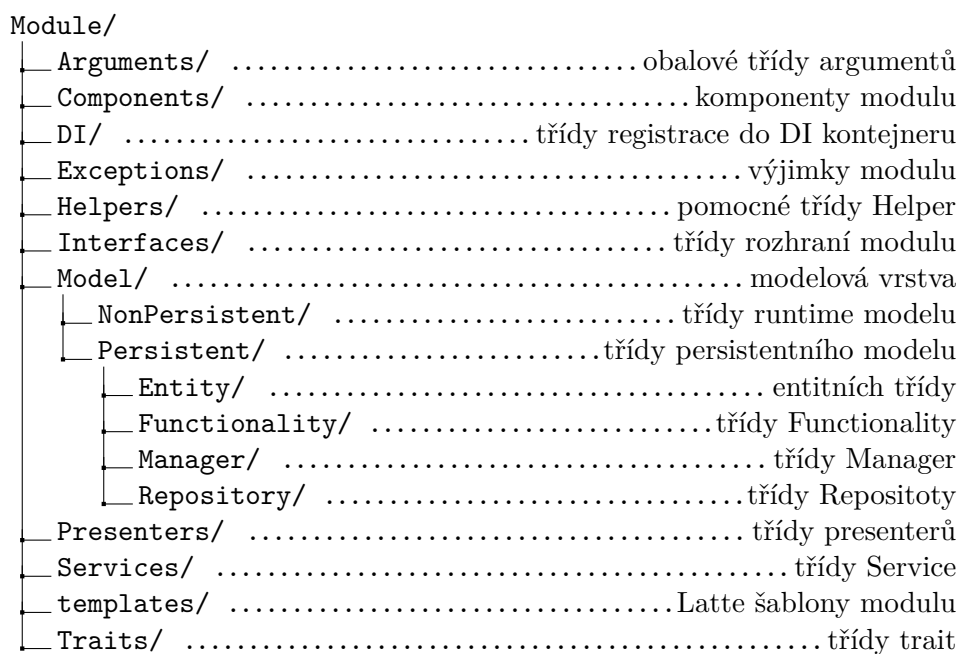 Module/
Arguments/ ................................ obalové třídy argumentů
Components/ ................................ komponenty modulu
DI/ ................................ třídy registrace do DI kontejneru
Exceptions/ ................................ výjimky modulu
Helpers/ ................................ pomocné třídy Helper
Interfaces/ ................................ třídy rozhraní modulu
Model/ ................................ modelová vrstva
NonPersistent/ ................................ třídy runtime modelu
Persistent/ ................................ třídy persistentního modelu
Entity/ ................................ entitních třídy
Functionality/ ................................ třídy Functionality
Manager/ ................................ třídy Manager
Repository/ ................................ třídy Repositoty
Presenters/ ................................ třídy presenterů
Services/ ................................ třídy Service
templates/ ................................ Latte šablony modulu
Traits/ ................................ třídy trait